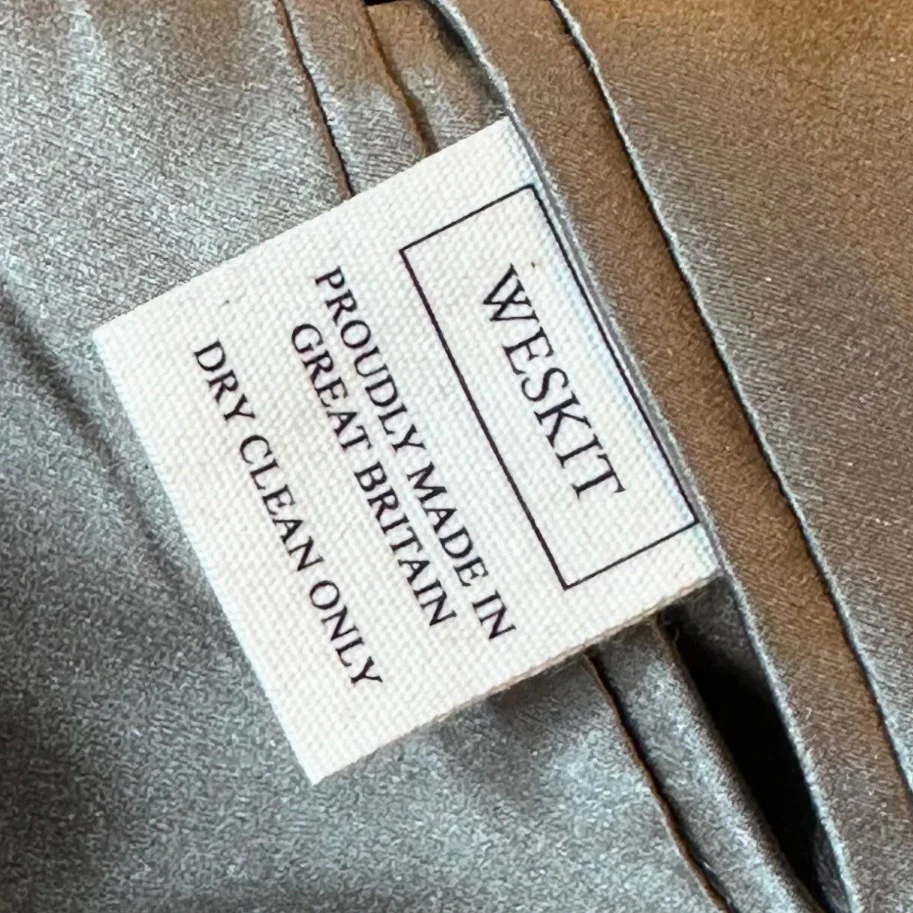 WESKIT
PROUDLY MADE IN
GREAT BRITAIN
DRY CLEAN ONLY